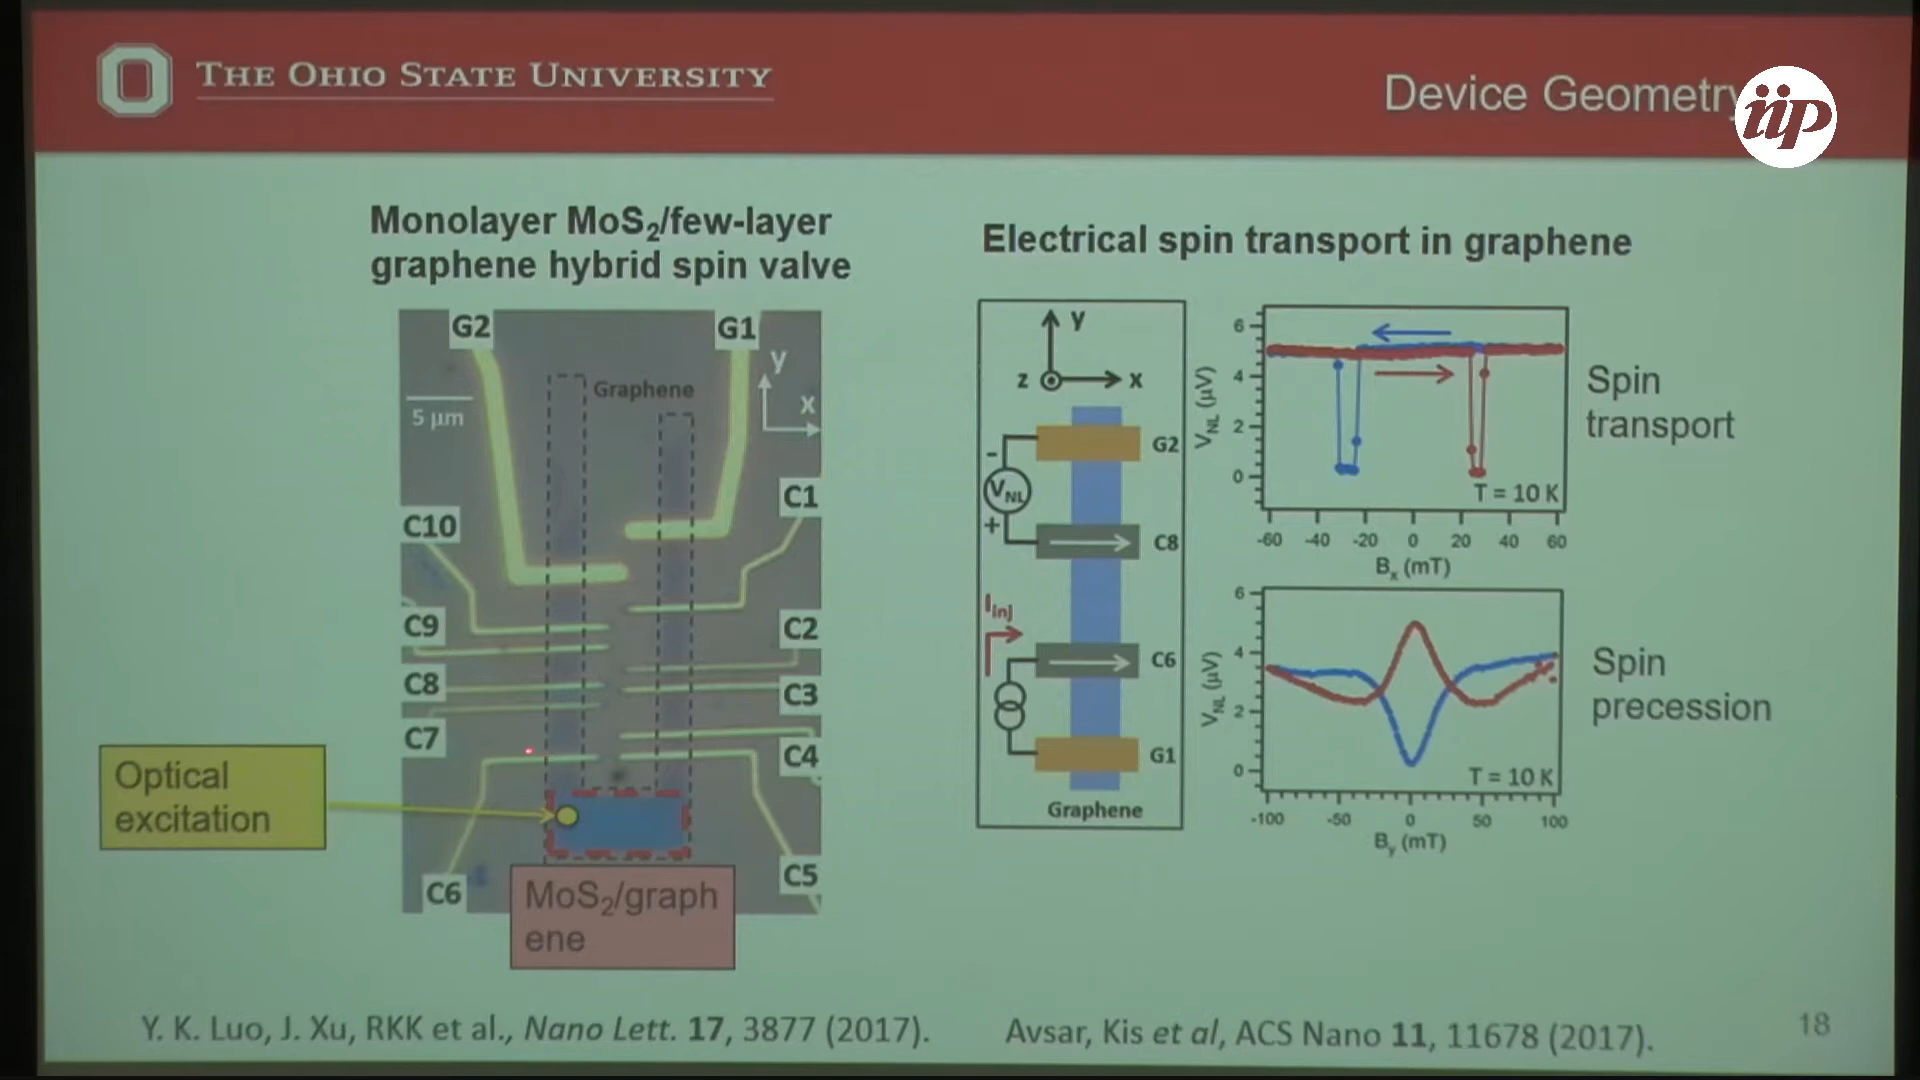 THE OHIO STATE UNIVERSITY
Device Geometry
iip
Monolayer MoS₂/few-layer
graphene hybrid spin valve
G2
G1
Graphene
y
x
5 µm
C10
C1
C9
C2
C8
C3
C7
C4
C6
C5
Optical
excitation
MoS₂/graph
ene
Electrical spin transport in graphene
y
z
x
G2
-
V_NL
+
C8
I_inj
C6
G1
Graphene
V_NL (µV)
6
4
2
0
T = 10 K
-60 -40 -20 0 20 40 60
Bₓ (mT)
Spin
transport
V_NL (µV)
6
4
2
0
T = 10 K
-100 -50 0 50 100
B_y (mT)
Spin
precession
Y. K. Luo, J. Xu, RKK et al., Nano Lett. 17, 3877 (2017).
Avsar, Kis et al, ACS Nano 11, 11678 (2017).
18